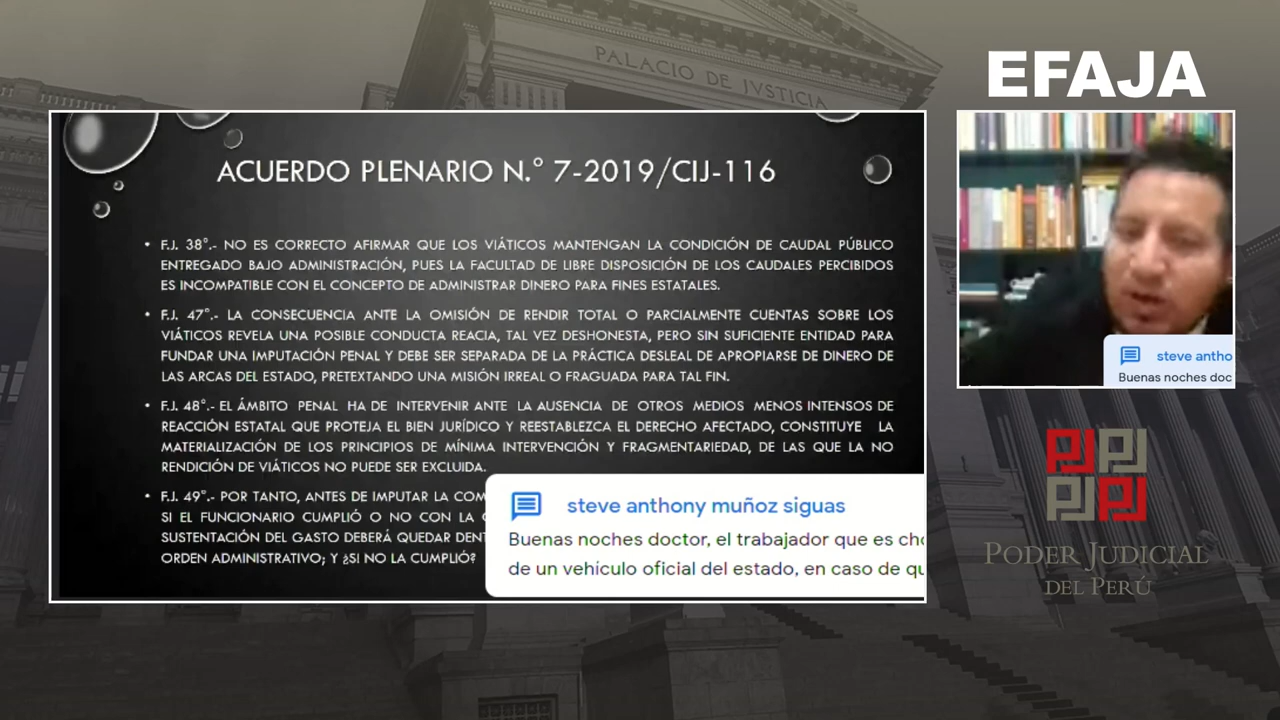 PALACIO DE JUSTICIA
EFAJA
ACUERDO PLENARIO N.° 7-2019/CIJ-116
• F.J. 38°.- NO ES CORRECTO AFIRMAR QUE LOS VIÁTICOS MANTENGAN LA CONDICIÓN DE CAUDAL PÚBLICO
ENTREGADO BAJO ADMINISTRACIÓN, PUES LA FACULTAD DE LIBRE DISPOSICIÓN DE LOS CAUDALES PERCIBIDOS
ES INCOMPATIBLE CON EL CONCEPTO DE ADMINISTRAR DINERO PARA FINES ESTATALES.
• F.J. 47°.- LA CONSECUENCIA ANTE LA OMISIÓN DE RENDIR TOTAL O PARCIALMENTE CUENTAS SOBRE LOS
VIÁTICOS REVELA UNA POSIBLE CONDUCTA REACIA, TAL VEZ DESHONESTA, PERO SIN SUFICIENTE ENTIDAD PARA
FUNDAR UNA IMPUTACIÓN PENAL Y DEBE SER SEPARADA DE LA PRÁCTICA DESLEAL DE APROPIARSE DE DINERO DE
LAS ARCAS DEL ESTADO, PRETEXTANDO UNA MISIÓN IRREAL O FRAGUADA PARA TAL FIN.
• F.J. 48°.- EL ÁMBITO PENAL HA DE INTERVENIR ANTE LA AUSENCIA DE OTROS MEDIOS MENOS INTENSOS DE
REACCIÓN ESTATAL QUE PROTEJA EL BIEN JURÍDICO Y REESTABLEZCA EL DERECHO AFECTADO, CONSTITUYE LA
MATERIALIZACIÓN DE LOS PRINCIPIOS DE MÍNIMA INTERVENCIÓN Y FRAGMENTARIEDAD, DE LAS QUE LA NO
RENDICIÓN DE VIÁTICOS NO PUEDE SER EXCLUIDA.
• F.J. 49°.- POR TANTO, ANTES DE IMPUTAR LA COM
SI EL FUNCIONARIO CUMPLIÓ O NO CON LA
SUSTENTACIÓN DEL GASTO DEBERÁ QUEDAR DENT
ORDEN ADMINISTRATIVO; Y ¿SI NO LA CUMPLIÓ?
steve anthony muñoz siguas
Buenas noches doctor, el trabajador que es cho
de un vehículo oficial del estado, en caso de qu
steve antho
Buenas noches doc
PODER JUDICIAL
DEL PERÚ